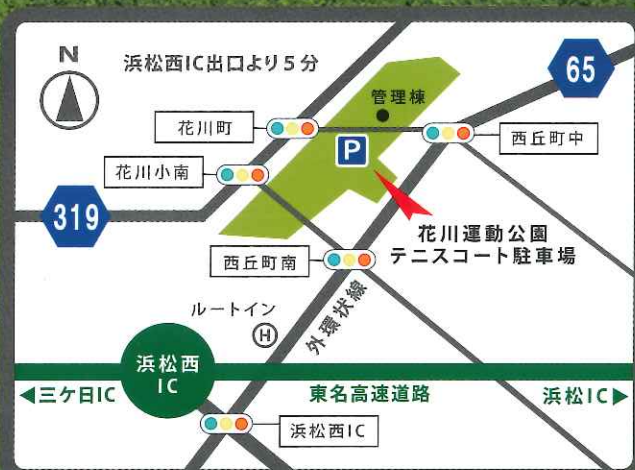 N
浜松西IC出口より5分
65
管理棟
花川町
P
西丘町中
花川小南
319
花川運動公園
テニスコート駐車場
西丘町南
ルートイン
H
外環状線
浜松西
IC
◀三ケ日IC
東名高速道路
浜松IC▶
浜松西IC